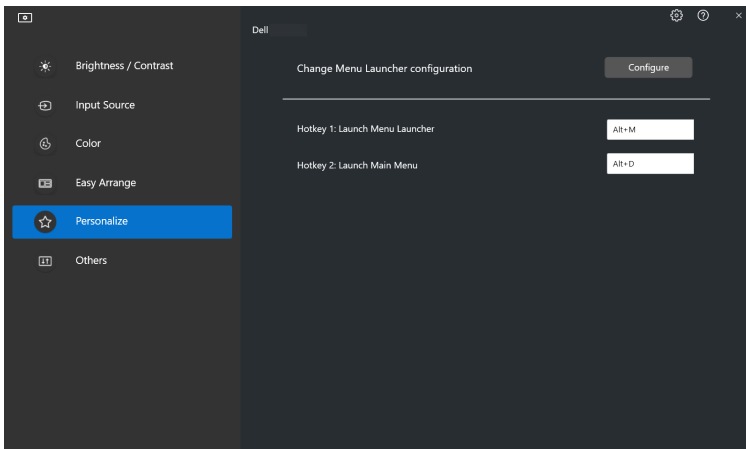 Dell
Brightness / Contrast
Input Source
Color
Easy Arrange
Personalize
Others
Change Menu Launcher configuration
Configure
Hotkey 1: Launch Menu Launcher
Alt+M
Hotkey 2: Launch Main Menu
Alt+D